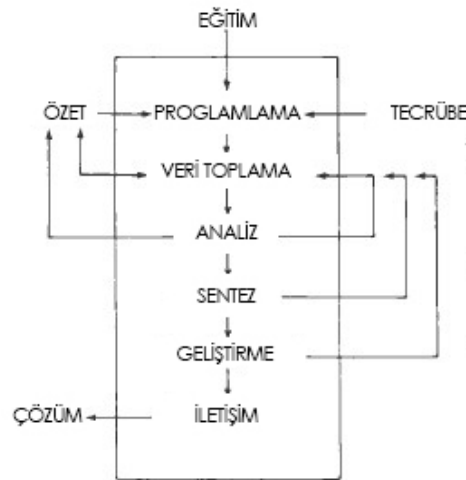 EĞİTİM
ÖZET PROGLAMLAMA TECRÜBE
VERİ TOPLAMA
ANALİZ
SENTEZ
GELİŞTİRME
ÇÖZÜM İLETİŞİM